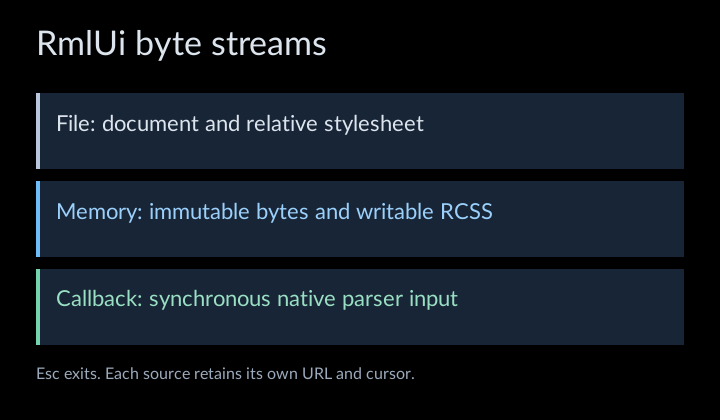 RmlUi byte streams
File: document and relative stylesheet
Memory: immutable bytes and writable RCSS
Callback: synchronous native parser input
Esc exits. Each source retains its own URL and cursor.